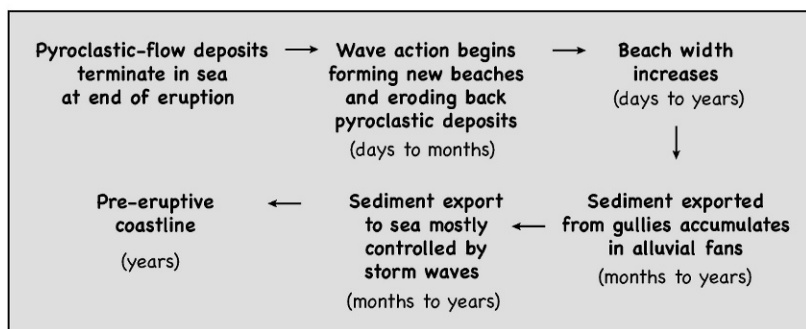 Pyroclastic-flow deposits
terminate in sea
at end of eruption
Wave action begins
forming new beaches
and eroding back
pyroclastic deposits
(days to months)
Beach width
increases
(days to years)
Sediment exported
from gullies accumulates
in alluvial fans
(months to years)
Sediment export
to sea mostly
controlled by
storm waves
(months to years)
Pre-eruptive
coastline
(years)